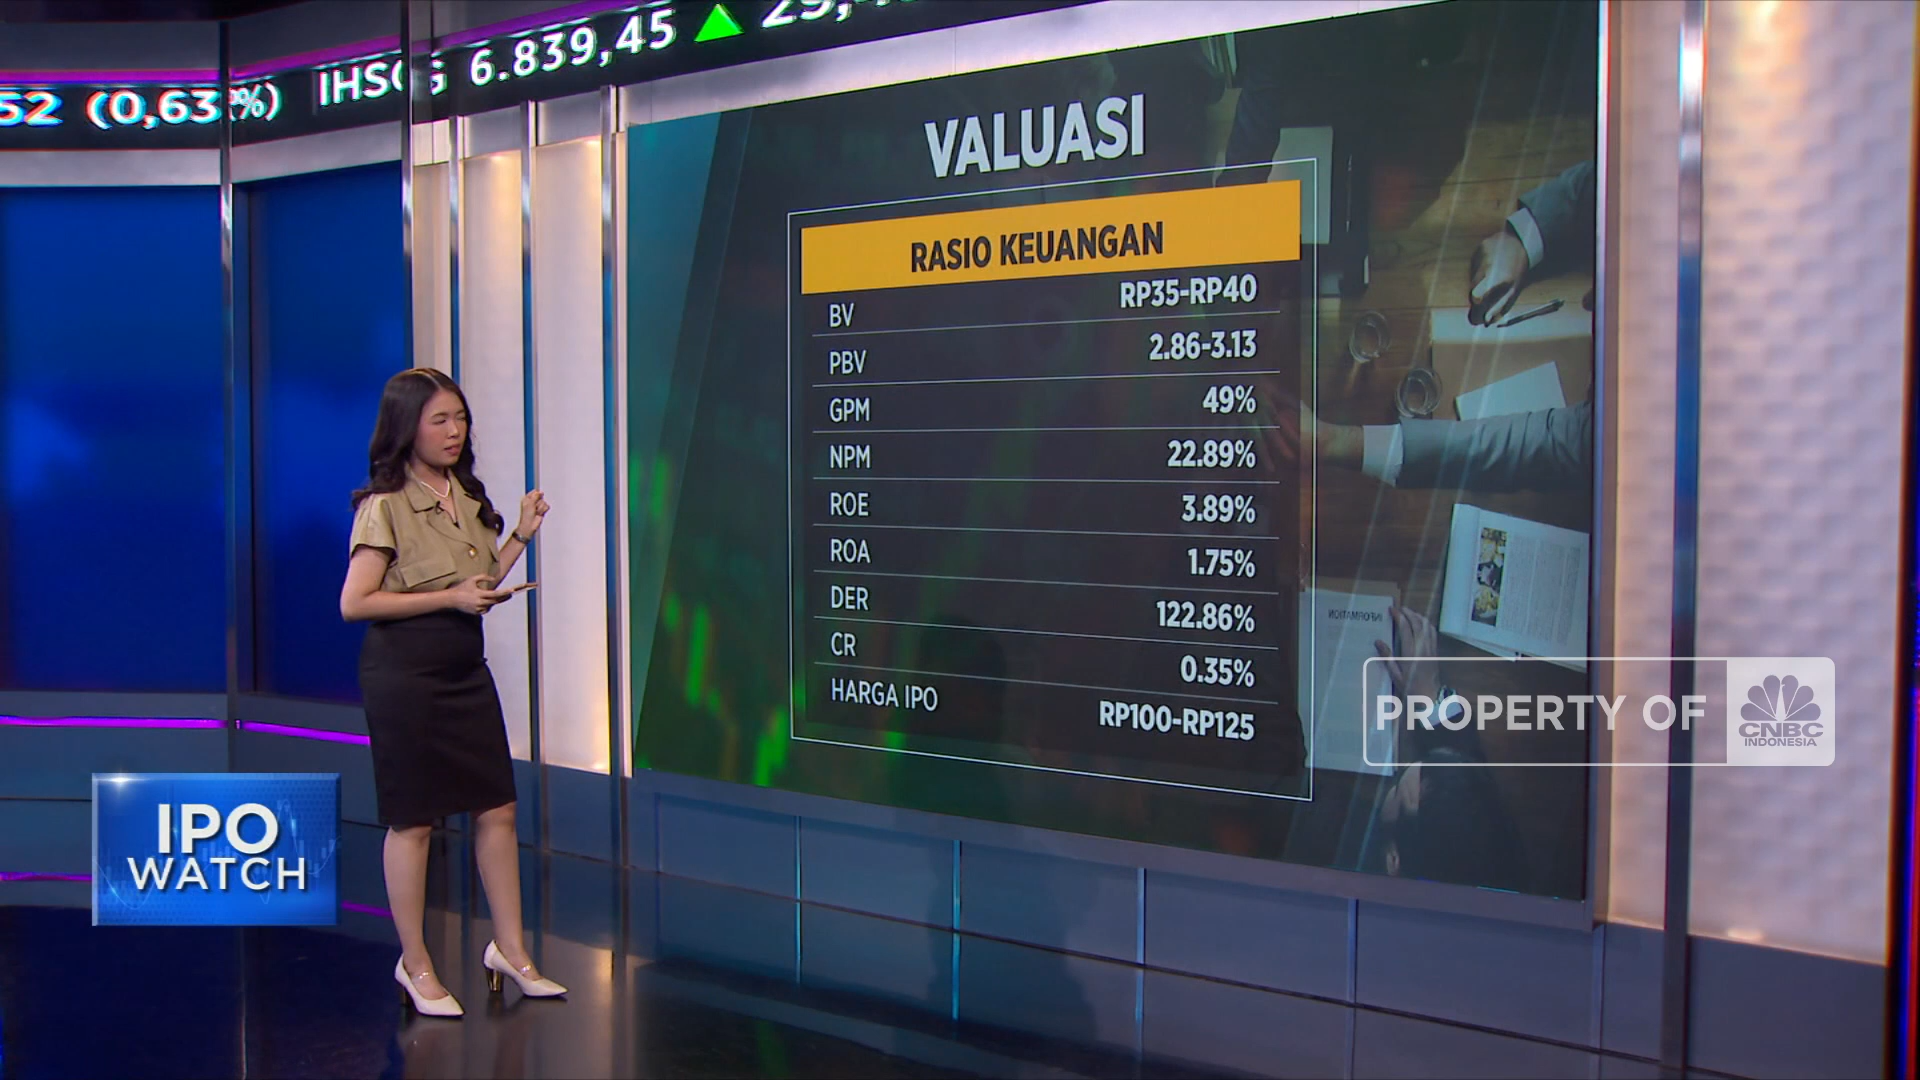 52 (0,63%) IHSG 6.839,45 ▲
VALUASI
RASIO KEUANGAN
BV RP35-RP40
PBV 2.86-3.13
GPM 49%
NPM 22.89%
ROE 3.89%
ROA 1.75%
DER 122.86%
CR 0.35%
HARGA IPO RP100-RP125
INFORMATION
PROPERTY OF
CNBC
INDONESIA
IPO
WATCH